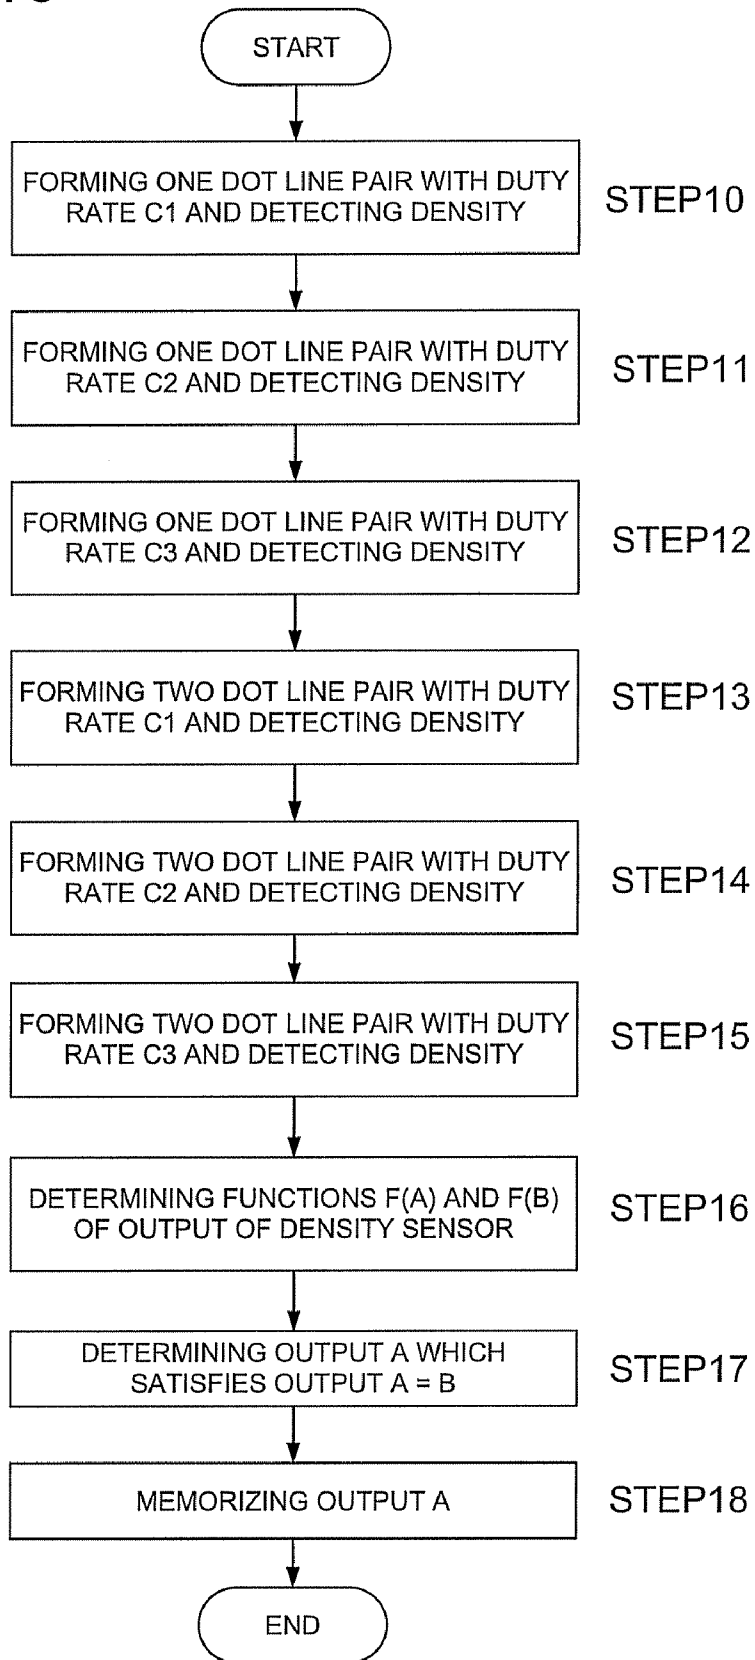 START
FORMING ONE DOT LINE PAIR WITH DUTY
RATE C1 AND DETECTING DENSITY
STEP10
FORMING ONE DOT LINE PAIR WITH DUTY
RATE C2 AND DETECTING DENSITY
STEP11
FORMING ONE DOT LINE PAIR WITH DUTY
RATE C3 AND DETECTING DENSITY
STEP12
FORMING TWO DOT LINE PAIR WITH DUTY
RATE C1 AND DETECTING DENSITY
STEP13
FORMING TWO DOT LINE PAIR WITH DUTY
RATE C2 AND DETECTING DENSITY
STEP14
FORMING TWO DOT LINE PAIR WITH DUTY
RATE C3 AND DETECTING DENSITY
STEP15
DETERMINING FUNCTIONS F(A) AND F(B)
OF OUTPUT OF DENSITY SENSOR
STEP16
DETERMINING OUTPUT A WHICH
SATISFIES OUTPUT A = B
STEP17
MEMORIZING OUTPUT A
STEP18
END